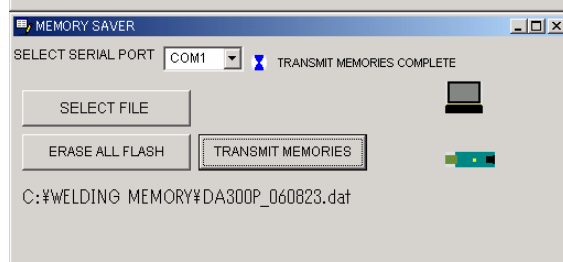 MEMORY SAVER
SELECT SERIAL PORT COM1 TRANSMIT MEMORIES COMPLETE
SELECT FILE
ERASE ALL FLASH TRANSMIT MEMORIES
C:¥WELDING MEMORY¥DA300P_060823.dat